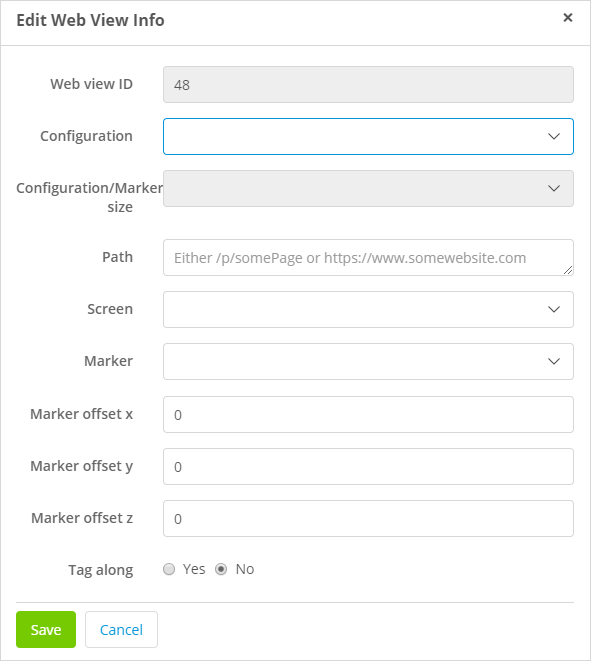 Edit Web View Info ×
Web view ID 48
Configuration
Configuration/Marker
size
Path Either /p/somePage or https://www.somewebsite.com
Screen
Marker
Marker offset x 0
Marker offset y 0
Marker offset z 0
Tag along Yes No
Save Cancel